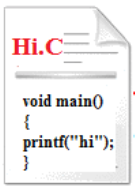 Hi.C
void main()
{
printf("hi");
}